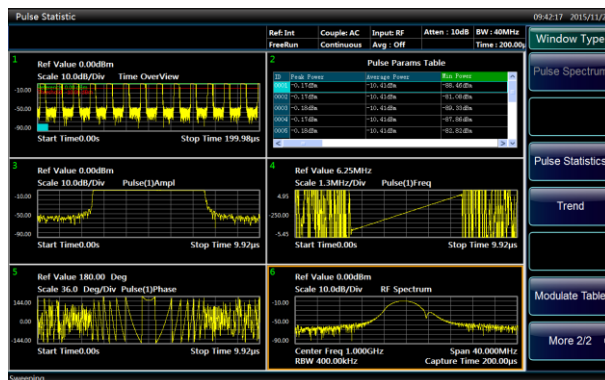 Pulse Statistic
09:42:17 2015/11/2
Ref: Int Couple: AC Input: RF Atten : 10dB BW : 40MHz
FreeRun Continuous Avg : Off Time : 200.00µ
Window Type
Pulse Spectrum
Pulse Statistics
Trend
Modulate Table
More 2/2
1
Ref Value 0.00dBm
Scale 10.0dB/Div Time OverView
-10.00
-50.00
-90.00
Start Time0.00s Stop Time 199.98µs
2
Pulse Params Table
ID Peak Power Average Power Min Power
0001 -0.17dBm -10.41dBm -88.46dBm
0002 -0.17dBm -10.41dBm -81.08dBm
0003 -0.18dBm -10.41dBm -89.33dBm
0004 -0.17dBm -10.41dBm -87.86dBm
0005 -0.18dBm -10.41dBm -82.82dBm
3
Ref Value 0.00dBm
Scale 10.0dB/Div Pulse(1)Ampl
-10.00
-50.00
-90.00
Start Time0.00s Stop Time 9.92µs
4
Ref Value 6.25MHz
Scale 1.3MHz/Div Pulse(1)Freq
4.95
-250.00
-5.45
Start Time0.00s Stop Time 9.92µs
5
Ref Value 180.00 Deg
Scale 36.0 Deg/Div Pulse(1)Phase
144.00
0.00
-144.00
Start Time0.00s Stop Time 9.92µs
6
Ref Value 0.00dBm
Scale 10.0dB/Div RF Spectrum
-10.00
-50.00
-90.00
Center Freq 1.000GHz Span 40.000MHz
RBW 400.00kHz Capture Time 200.00µs
Sweeping